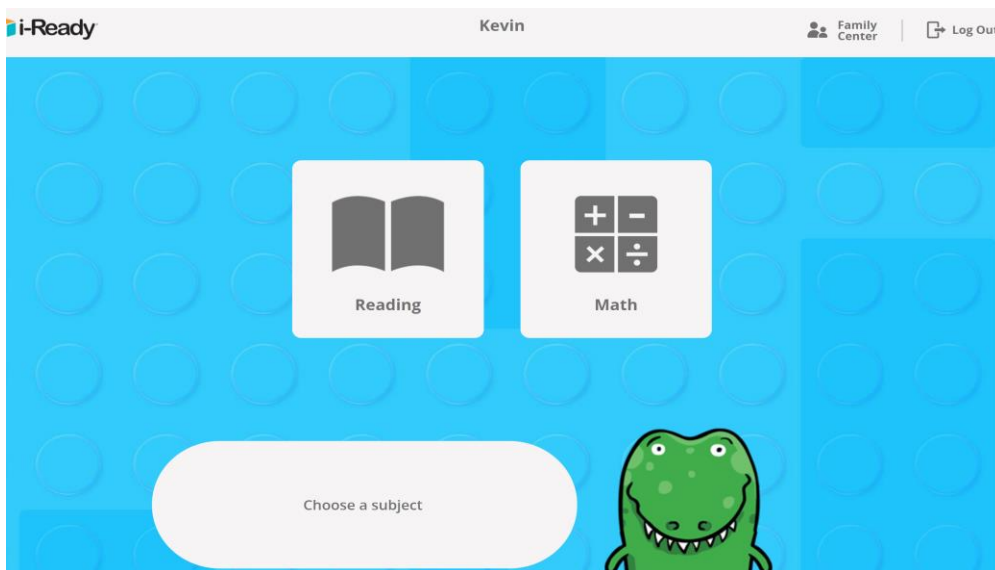 i-Ready
Kevin
Family
Center
Log Out
Reading
Math
Choose a subject